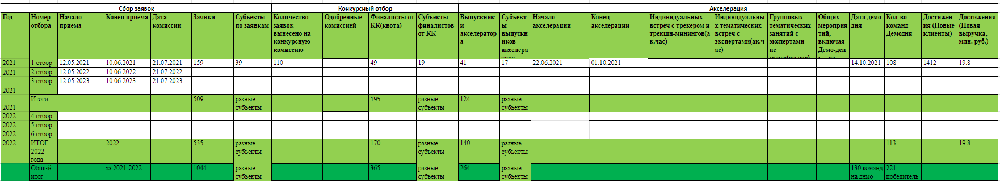 Сбор заявок Конкурсный отбор Акселерация
Год Номер отбора Начало приема Конец приема Дата комиссии Заявки Субъекты по заявкам Количество заявок вынесено на конкурсную комиссию Одобренные комиссией Финалисты от КК(квота) Субъекты финалистов от КК Выпускники акселератора Субъекты выпускников акселератора Начало акселерации Конец акселерации Индивидуальных встреч с трекером и трекшн-минингов(ак.час) Индивидуальных тематических встреч с экспертами(ак.час) Групповых тематических занятий с экспертами – не менее(ак.час) Общих мероприятий, включая Демо-день – не Дата демо дня Кол-во команд Демодня Достижения (Новые клиенты) Достижения (Новая выручка, млн. руб.)
2021 1 отбор 12.05.2021 10.06.2021 21.07.2021 159 39 110 49 19 41 17 22.06.2021 01.10.2021 14.10.2021 108 1412 19.8
2021 2 отбор 12.05.2022 10.06.2022 21.07.2022
2021 3 отбор 12.05.2023 10.06.2023 21.07.2023
2021 Итоги 509 разные субъекты 195 разные субъекты 124 разные субъекты
2022 4 отбор
2022 5 отбор
2022 6 отбор
2022 ИТОГ 2022 года 2022 535 разные субъекты 170 разные субъекты 140 разные субъекты 113 19.8
Общий итог за 2021-2022 1044 разные субъекты 365 разные субъекты 264 разные субъекты 130 команд на демо 221 победитель